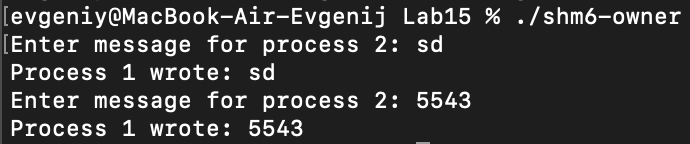 [evgeniy@MacBook-Air-Evgenij Lab15 % ./shm6-owner
[Enter message for process 2: sd
Process 1 wrote: sd
Enter message for process 2: 5543
Process 1 wrote: 5543